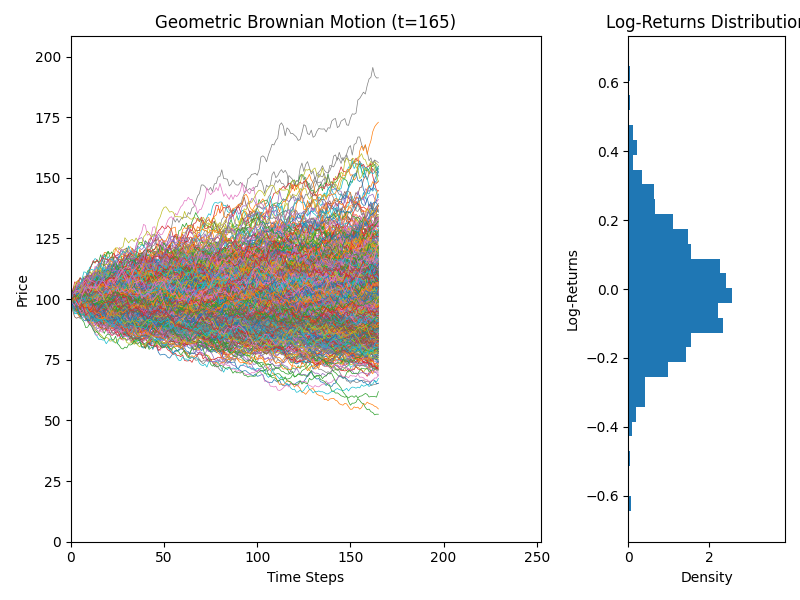 Geometric Brownian Motion (t=165)
Price
200
175
150
125
100
75
50
25
0
0 50 100 150 200 250
Time Steps
Log-Returns Distribution
Log-Returns
0.6
0.4
0.2
0.0
−0.2
−0.4
−0.6
0 2
Density